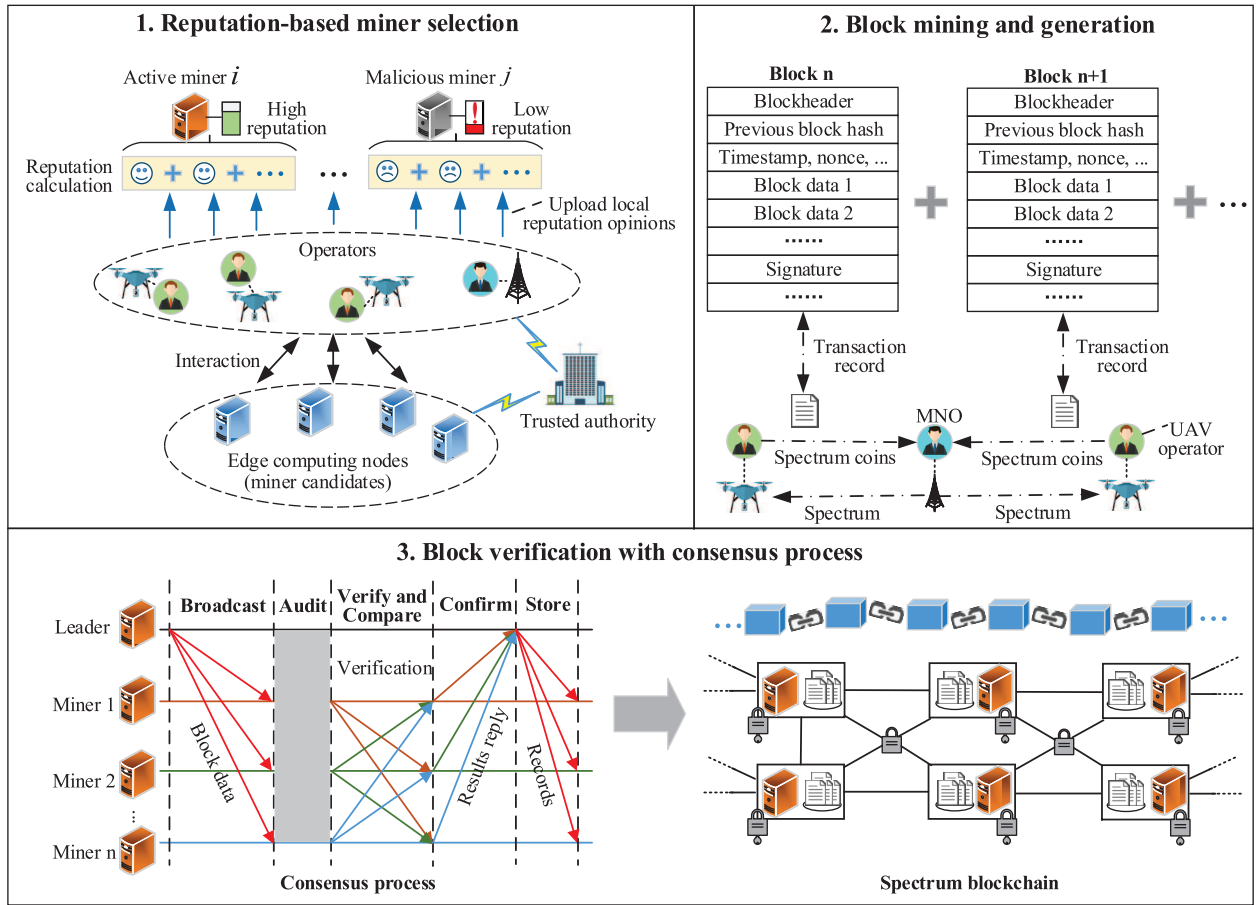 1. Reputation-based miner selection
Active miner i
Malicious miner j
High
reputation
Low
reputation
Reputation
calculation
...
...
...
Upload local
reputation opinions
Operators
Interaction
Trusted authority
Edge computing nodes
(miner candidates)
2. Block mining and generation
Block n
Blockheader
Previous block hash
Timestamp, nonce, ...
Block data 1
Block data 2
......
Signature
......
Block n+1
Blockheader
Previous block hash
Timestamp, nonce, ...
Block data 1
Block data 2
......
Signature
......
...
Transaction
record
Transaction
record
MNO
UAV
operator
Spectrum coins
Spectrum coins
Spectrum
Spectrum
3. Block verification with consensus process
Broadcast
Audit
Verify and
Compare
Confirm
Store
Leader
Miner 1
Miner 2
...
Miner n
Verification
Block data
Results reply
Records
Consensus process
...
...
Spectrum blockchain